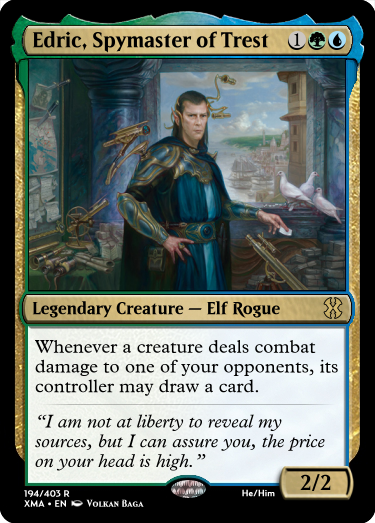 Edric, Spymaster of Trest 1
Legendary Creature — Elf Rogue
Whenever a creature deals combat
damage to one of your opponents, its
controller may draw a card.
“I am not at liberty to reveal my
sources, but I can assure you, the price
on your head is high.”
2/2
194/403 R He/Him
XMA • EN Volkan Baga